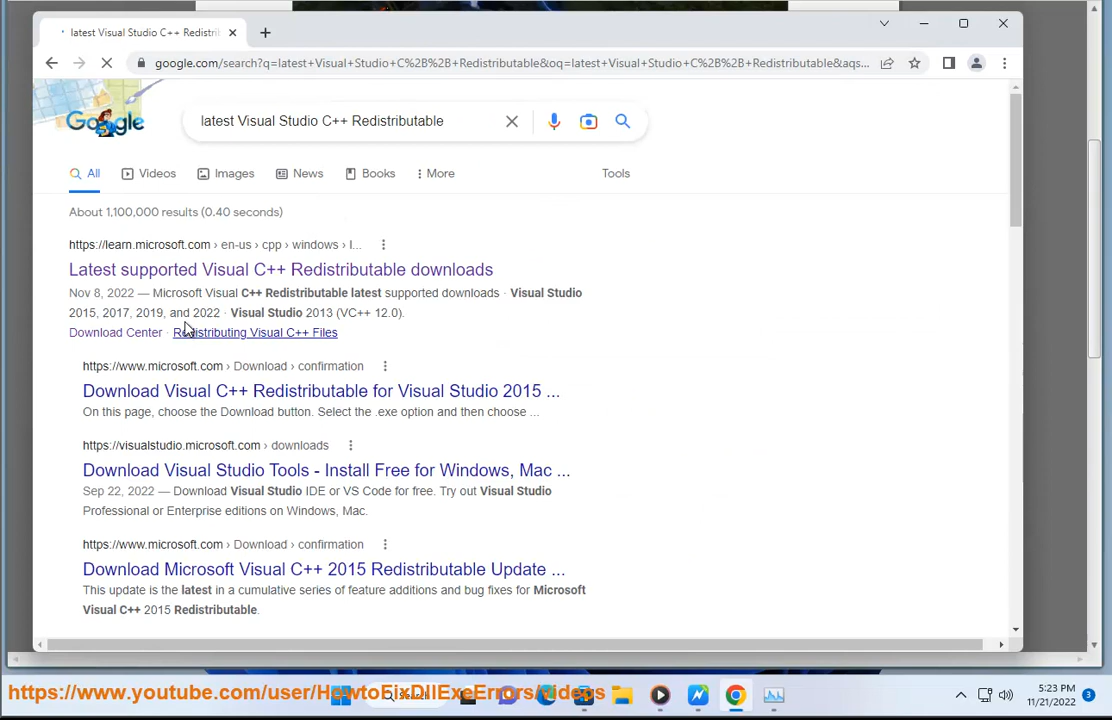 latest Visual Studio C++ Redistri
google.com/search?q=latest+Visual+Studio+C%2B%2B+Redistributable&oq=latest+Visual+Studio+C%2B%2B+Redistributable&aqs...
Google
latest Visual Studio C++ Redistributable
All
Videos
Images
News
Books
More
Tools
About 1,100,000 results (0.40 seconds)
https://learn.microsoft.com › en-us › cpp › windows › l...
Latest supported Visual C++ Redistributable downloads
Nov 8, 2022 — Microsoft Visual C++ Redistributable latest supported downloads · Visual Studio
2015, 2017, 2019, and 2022 · Visual Studio 2013 (VC++ 12.0).
Download Center · Redistributing Visual C++ Files
https://www.microsoft.com › Download › confirmation
Download Visual C++ Redistributable for Visual Studio 2015 ...
On this page, choose the Download button. Select the .exe option and then choose ...
https://visualstudio.microsoft.com › downloads
Download Visual Studio Tools - Install Free for Windows, Mac ...
Sep 22, 2022 — Download Visual Studio IDE or VS Code for free. Try out Visual Studio
Professional or Enterprise editions on Windows, Mac.
https://www.microsoft.com › Download › confirmation
Download Microsoft Visual C++ 2015 Redistributable Update ...
This update is the latest in a cumulative series of feature additions and bug fixes for Microsoft
Visual C++ 2015 Redistributable.
https://www.youtube.com/user/HowtoFixDllExeErrors/videos
5:23 PM
11/21/2022
3